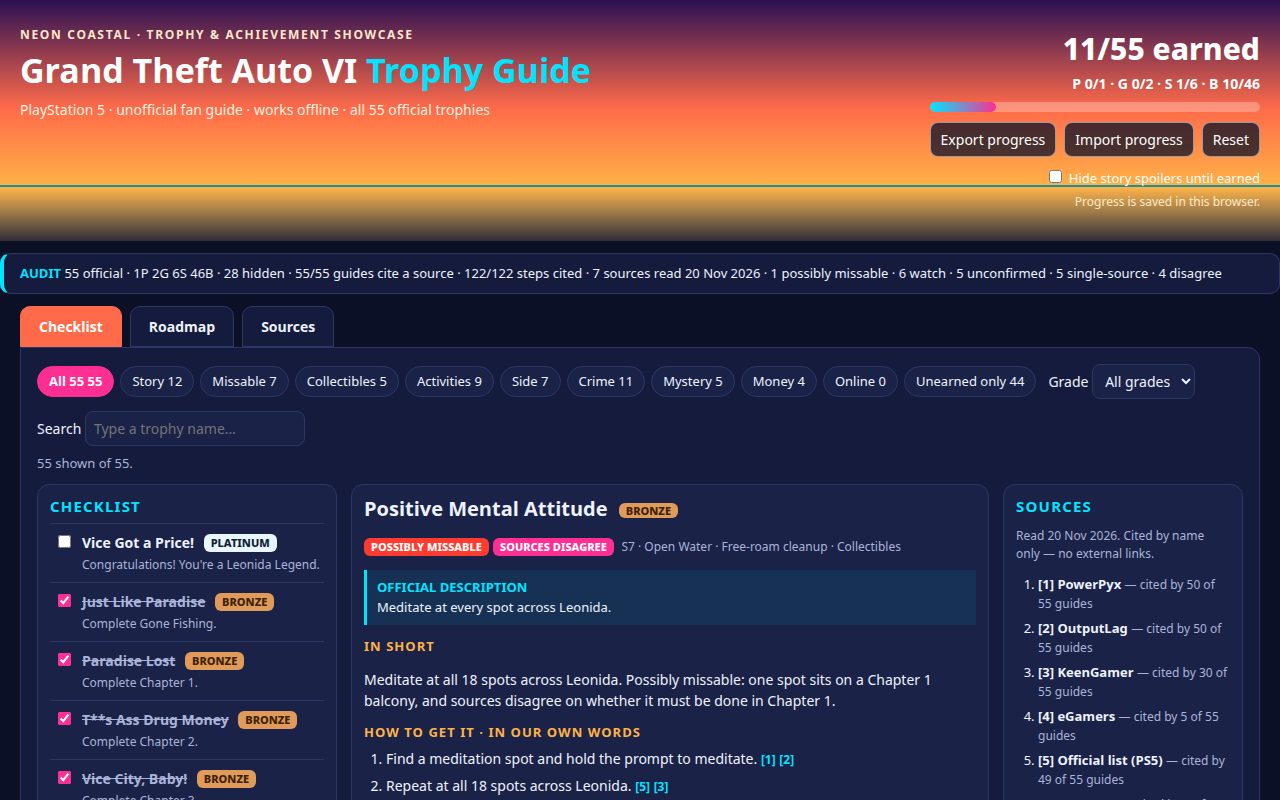 NEON COASTAL · TROPHY & ACHIEVEMENT SHOWCASE
Grand Theft Auto VI Trophy Guide
PlayStation 5 · unofficial fan guide · works offline · all 55 official trophies
11/55 earned
P 0/1 · G 0/2 · S 1/6 · B 10/46
Export progress
Import progress
Reset
Hide story spoilers until earned
Progress is saved in this browser.
AUDIT 55 official · 1P 2G 6S 46B · 28 hidden · 55/55 guides cite a source · 122/122 steps cited · 7 sources read 20 Nov 2026 · 1 possibly missable · 6 watch · 5 unconfirmed · 5 single-source · 4 disagree
Checklist
Roadmap
Sources
All 55 55
Story 12
Missable 7
Collectibles 5
Activities 9
Side 7
Crime 11
Mystery 5
Money 4
Online 0
Unearned only 44
Grade
All grades
Search
Type a trophy name...
55 shown of 55.
CHECKLIST
Vice Got a Price! PLATINUM
Congratulations! You're a Leonida Legend.
Just Like Paradise BRONZE
Complete Gone Fishing.
Paradise Lost BRONZE
Complete Chapter 1.
T**s Ass Drug Money BRONZE
Complete Chapter 2.
Vice City, Baby! BRONZE
Complete Chapter 3.
Positive Mental Attitude BRONZE
POSSIBLY MISSABLE SOURCES DISAGREE S7 · Open Water · Free-roam cleanup · Collectibles
OFFICIAL DESCRIPTION
Meditate at every spot across Leonida.
IN SHORT
Meditate at all 18 spots across Leonida. Possibly missable: one spot sits on a Chapter 1
balcony, and sources disagree on whether it must be done in Chapter 1.
HOW TO GET IT · IN OUR OWN WORDS
1. Find a meditation spot and hold the prompt to meditate. [1] [2]
2. Repeat at all 18 spots across Leonida. [5] [3]
SOURCES
Read 20 Nov 2026. Cited by name
only — no external links.
1. [1] PowerPyx — cited by 50 of
55 guides
2. [2] OutputLag — cited by 50 of
55 guides
3. [3] KeenGamer — cited by 30 of
55 guides
4. [4] eGamers — cited by 5 of 55
guides
5. [5] Official list (PS5) — cited by
49 of 55 guides